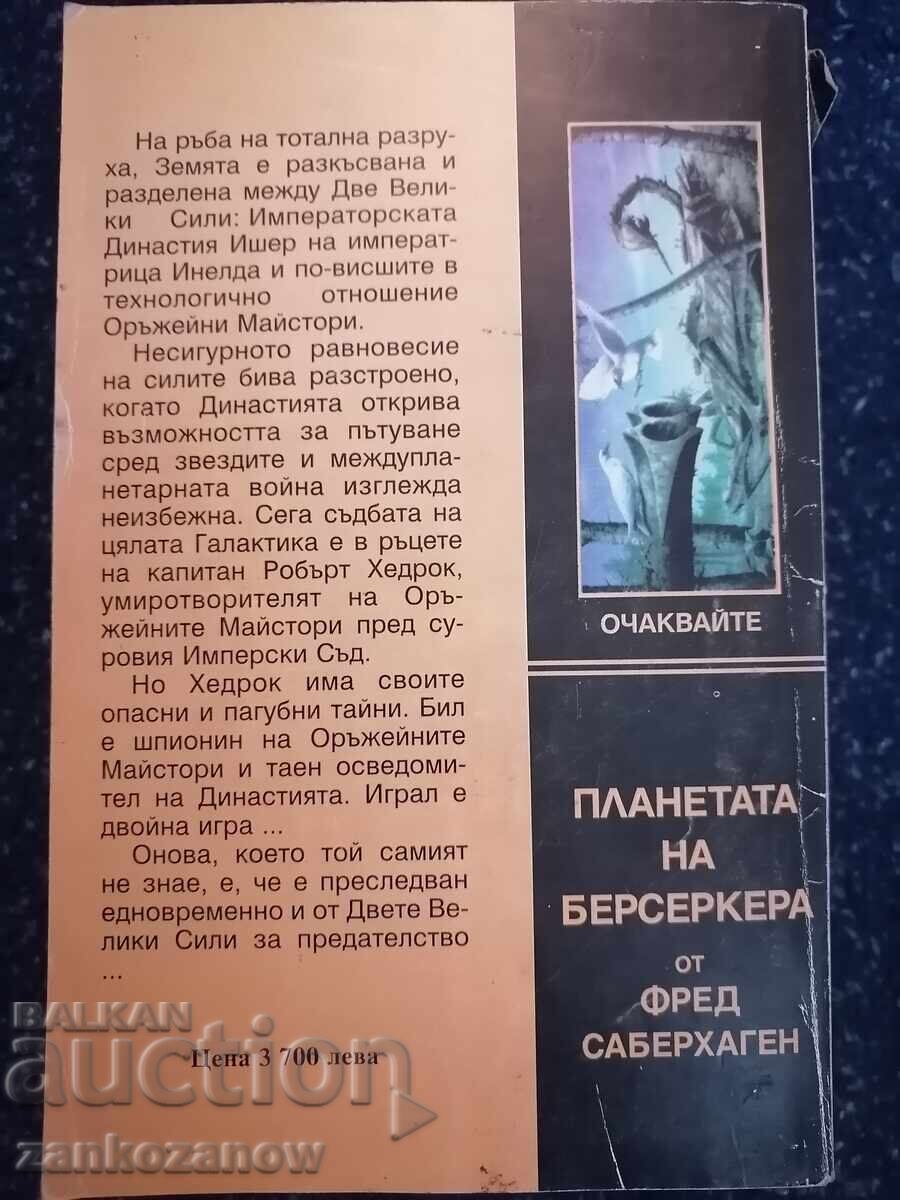 На ръба на тотална разру-
ха, Земята е разкъсвана и
разделена между Две Вели-
ки Сили: Императорската
Династия Ишер на императ-
рица Инелда и по-висшите в
технологично отношение
Оръжейни Майстори.
Несигурното равновесие
на силите бива разстроено,
когато Династията открива
възможността за пътуване
сред звездите и междупла-
нетарната война изглежда
неизбежна. Сега съдбата на
цялата Галактика е в ръцете
на капитан Робърт Хедрок,
умиротворителят на Оръ-
жейните Майстори пред су-
ровия Имперски Съд.
Но Хедрок има своите
опасни и пагубни тайни. Бил
е шпионин на Оръжейните
Майстори и таен осведоми-
тел на Династията. Играл е
двойна игра ...
Онова, което той самият
не знае, е, че е преследван
едновременно и от Двете Ве-
лики Сили за предателство
...
Цена 3 700 лева
ОЧАКВАЙТЕ
ПЛАНЕТАТА
НА
БЕРСЕРКЕРА
от
ФРЕД
САБЕРХАГЕН
BALKAN
auction
zankozanow